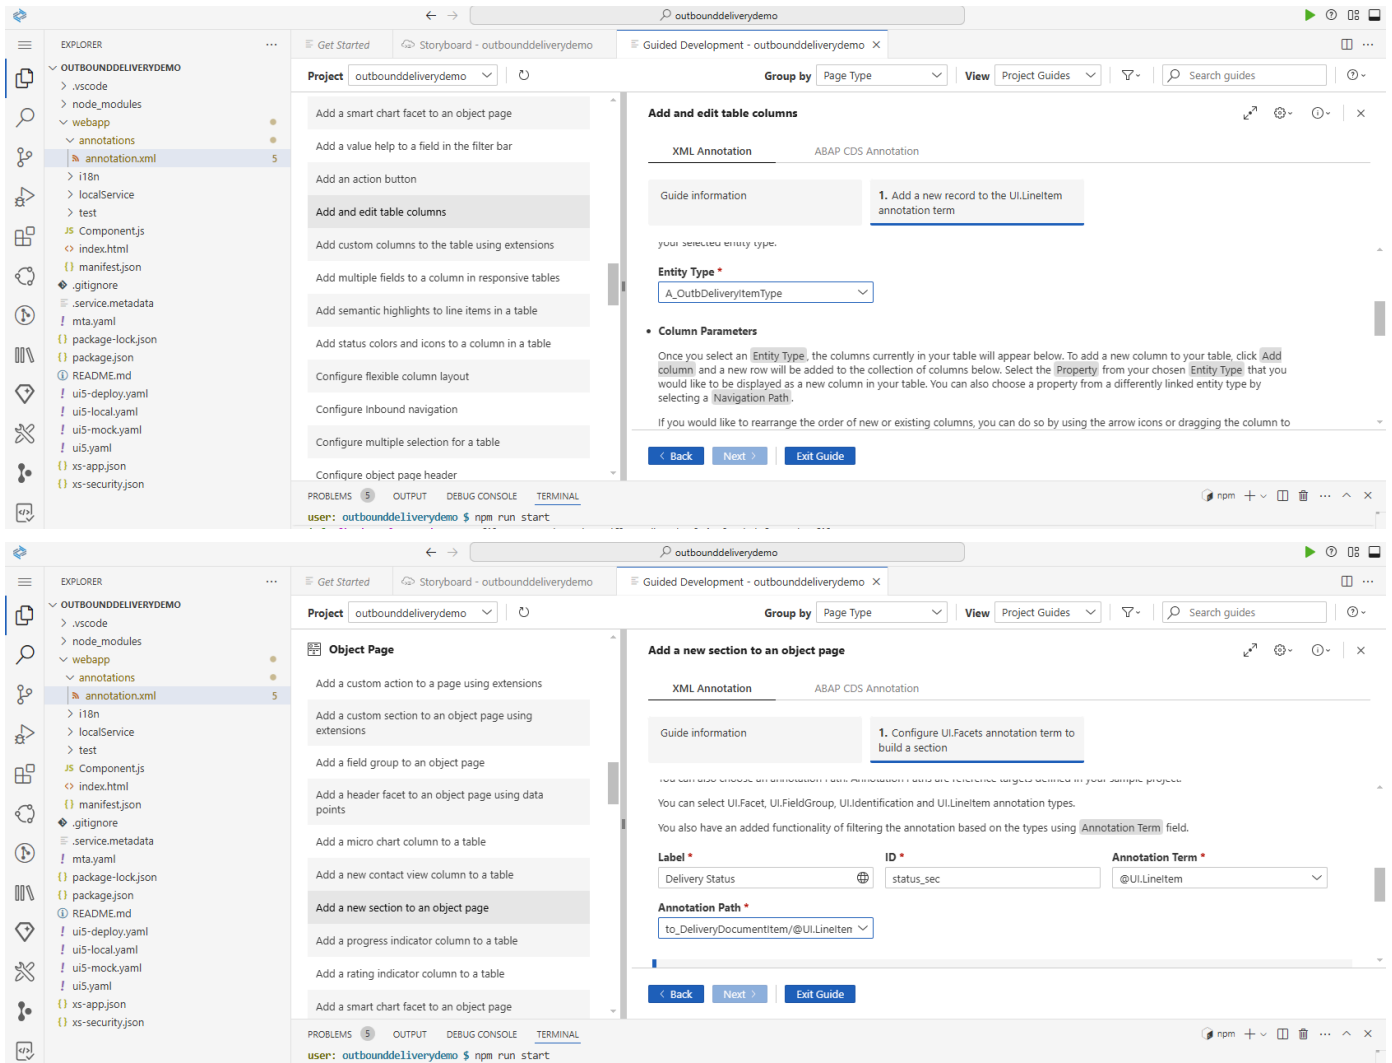 outbounddeliverydemo
EXPLORER
Get Started
Storyboard - outbounddeliverydemo
Guided Development - outbounddeliverydemo
OUTBOUNDDELIVERYDEMO
.vscode
node_modules
webapp
annotations
annotation.xml 5
i18n
localService
test
JS Component.js
<> index.html
{} manifest.json
.gitignore
.service.metadata
! mta.yaml
{} package-lock.json
{} package.json
README.md
! ui5-deploy.yaml
! ui5-local.yaml
! ui5-mock.yaml
! ui5.yaml
{} xs-app.json
{} xs-security.json
Project outbounddeliverydemo
Group by Page Type
View Project Guides
Search guides
Add a smart chart facet to an object page
Add a value help to a field in the filter bar
Add an action button
Add and edit table columns
Add custom columns to the table using extensions
Add multiple fields to a column in responsive tables
Add semantic highlights to line items in a table
Add status colors and icons to a column in a table
Configure flexible column layout
Configure Inbound navigation
Configure multiple selection for a table
Configure object page header
Add and edit table columns
XML Annotation
ABAP CDS Annotation
Guide information
1. Add a new record to the UI.LineItem
annotation term
your selected entity type.
Entity Type *
A_OutbDeliveryItemType
• Column Parameters
Once you select an Entity Type, the columns currently in your table will appear below. To add a new column to your table, click Add
column and a new row will be added to the collection of columns below. Select the Property from your chosen Entity Type that you
would like to be displayed as a new column in your table. You can also choose a property from a differently linked entity type by
selecting a Navigation Path.
If you would like to rearrange the order of new or existing columns, you can do so by using the arrow icons or dragging the column to
< Back
Next >
Exit Guide
PROBLEMS 5 OUTPUT DEBUG CONSOLE TERMINAL
npm
user: outbounddeliverydemo $ npm run start
outbounddeliverydemo
EXPLORER
Get Started
Storyboard - outbounddeliverydemo
Guided Development - outbounddeliverydemo
OUTBOUNDDELIVERYDEMO
.vscode
node_modules
webapp
annotations
annotation.xml 5
i18n
localService
test
JS Component.js
<> index.html
{} manifest.json
.gitignore
.service.metadata
! mta.yaml
{} package-lock.json
{} package.json
README.md
! ui5-deploy.yaml
! ui5-local.yaml
! ui5-mock.yaml
! ui5.yaml
{} xs-app.json
{} xs-security.json
Project outbounddeliverydemo
Group by Page Type
View Project Guides
Search guides
Object Page
Add a custom action to a page using extensions
Add a custom section to an object page using
extensions
Add a field group to an object page
Add a header facet to an object page using data
points
Add a micro chart column to a table
Add a new contact view column to a table
Add a new section to an object page
Add a progress indicator column to a table
Add a rating indicator column to a table
Add a smart chart facet to an object page
Add a new section to an object page
XML Annotation
ABAP CDS Annotation
Guide information
1. Configure UI.Facets annotation term to
build a section
You can also choose an annotation Path. Annotation Paths are reference targets defined in your sample project.
You can select UI.Facet, UI.FieldGroup, UI.Identification and UI.LineItem annotation types.
You also have an added functionality of filtering the annotation based on the types using Annotation Term field.
Label *
ID *
Annotation Term *
Delivery Status
status_sec
@UI.LineItem
Annotation Path *
to_DeliveryDocumentItem/@UI.LineIten
< Back
Next >
Exit Guide
PROBLEMS 5 OUTPUT DEBUG CONSOLE TERMINAL
npm
user: outbounddeliverydemo $ npm run start